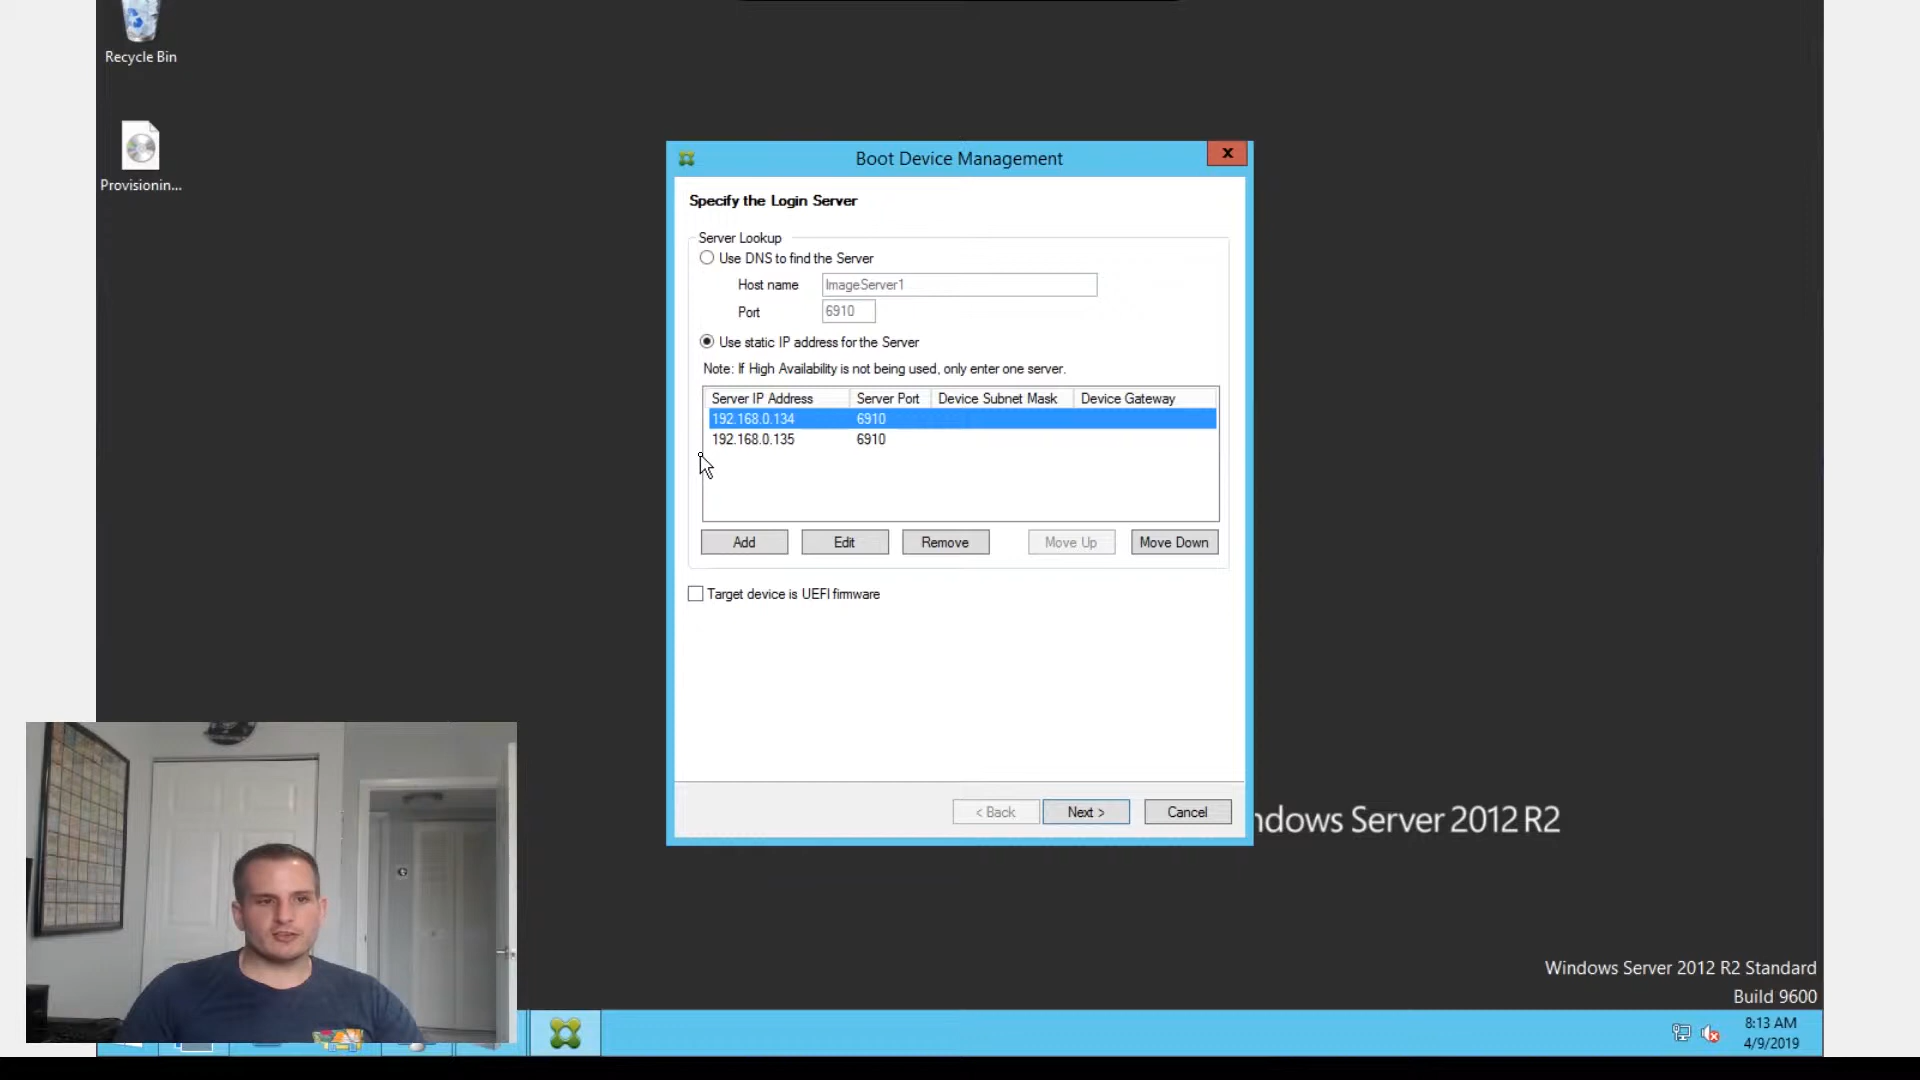 Recycle Bin
Provisionin...
Boot Device Management
x
Specify the Login Server
Server Lookup
Use DNS to find the Server
Host name ImageServer1
Port 6910
Use static IP address for the Server
Note: If High Availability is not being used, only enter one server.
Server IP Address Server Port Device Subnet Mask Device Gateway
192.168.0.134 6910
192.168.0.135 6910
Add Edit Remove Move Up Move Down
Target device is UEFI firmware
< Back Next > Cancel
ndows Server 2012 R2
Windows Server 2012 R2 Standard
Build 9600
8:13 AM
4/9/2019